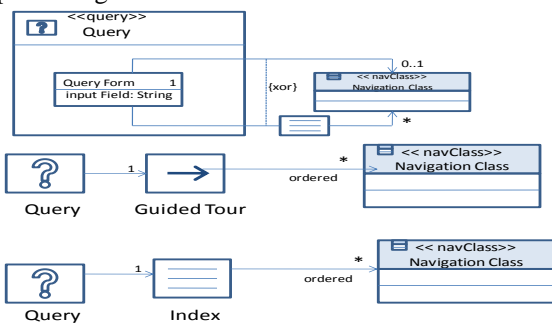 <<query>>
Query
Query Form 1
input Field: String
{xor}
0..1
<< navClass>>
Navigation Class
*
Query
1
Guided Tour
*
ordered
<< navClass>>
Navigation Class
Query
1
Index
*
ordered
<< navClass>>
Navigation Class